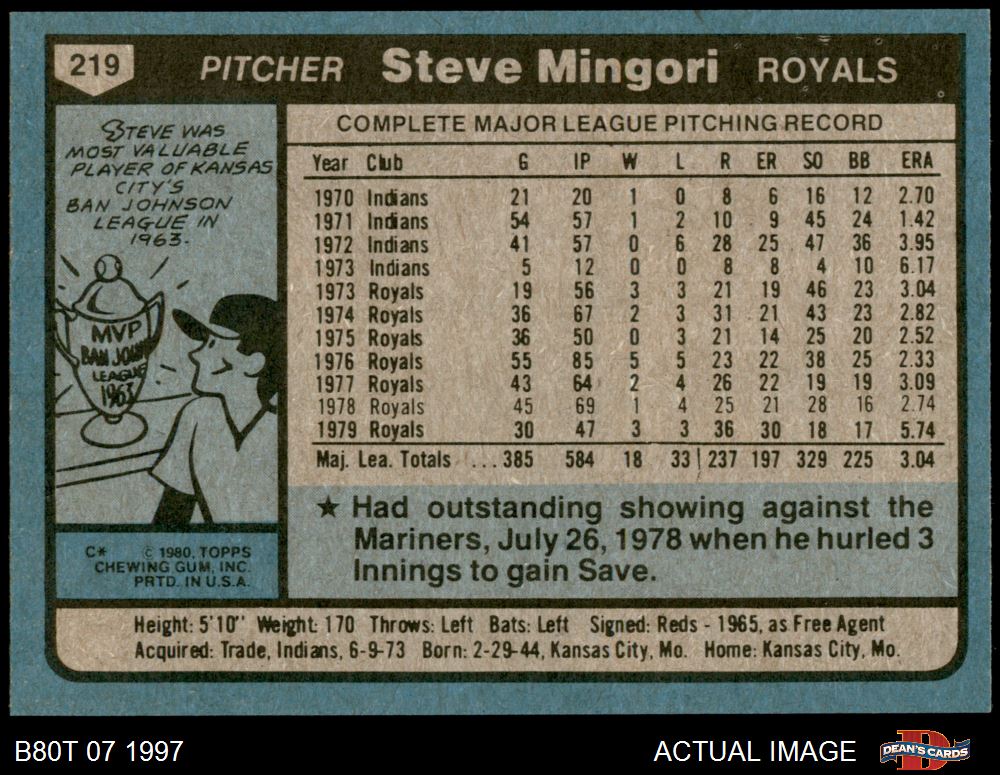 219 PITCHER Steve Mingori ROYALS
STEVE WAS
MOST VALUABLE
PLAYER OF KANSAS
CITY'S
BAN JOHNSON
LEAGUE IN
1963.
MVP
BAN JOHN
LEAGUE
1963
C* © 1980, TOPPS
CHEWING GUM, INC.
PRTD. IN U.S.A.
COMPLETE MAJOR LEAGUE PITCHING RECORD
Year Club G IP W L R ER SO BB ERA
1970 Indians 21 20 1 0 8 6 16 12 2.70
1971 Indians 54 57 1 2 10 9 45 24 1.42
1972 Indians 41 57 0 6 28 25 47 36 3.95
1973 Indians 5 12 0 0 8 8 4 10 6.17
1973 Royals 19 56 3 3 21 19 46 23 3.04
1974 Royals 36 67 2 3 31 21 43 23 2.82
1975 Royals 36 50 0 3 21 14 25 20 2.52
1976 Royals 55 85 5 5 23 22 38 25 2.33
1977 Royals 43 64 2 4 26 22 19 19 3.09
1978 Royals 45 69 1 4 25 21 28 16 2.74
1979 Royals 30 47 3 3 36 30 18 17 5.74
Maj. Lea. Totals ...385 584 18 33 237 197 329 225 3.04
★ Had outstanding showing against the
Mariners, July 26, 1978 when he hurled 3
Innings to gain Save.
Height: 5'10" Weight: 170 Throws: Left Bats: Left Signed: Reds - 1965, as Free Agent
Acquired: Trade, Indians, 6-9-73 Born: 2-29-44, Kansas City, Mo. Home: Kansas City, Mo.
B80T 07 1997 ACTUAL IMAGE DEAN'S CARDS